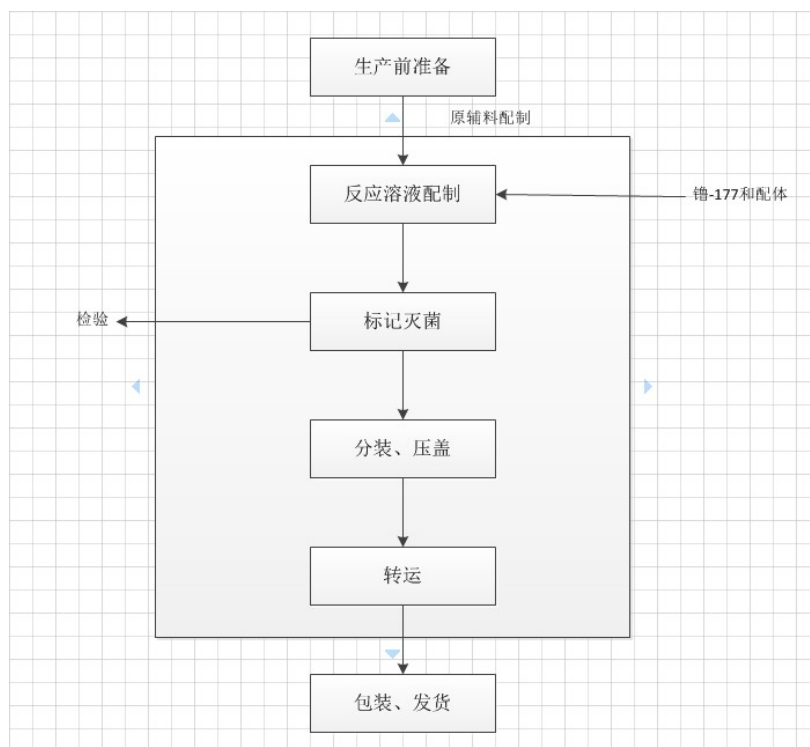 生产前准备
原辅料配制
反应溶液配制
镥-177和配体
标记灭菌
检验
分装、压盖
转运
包装、发货